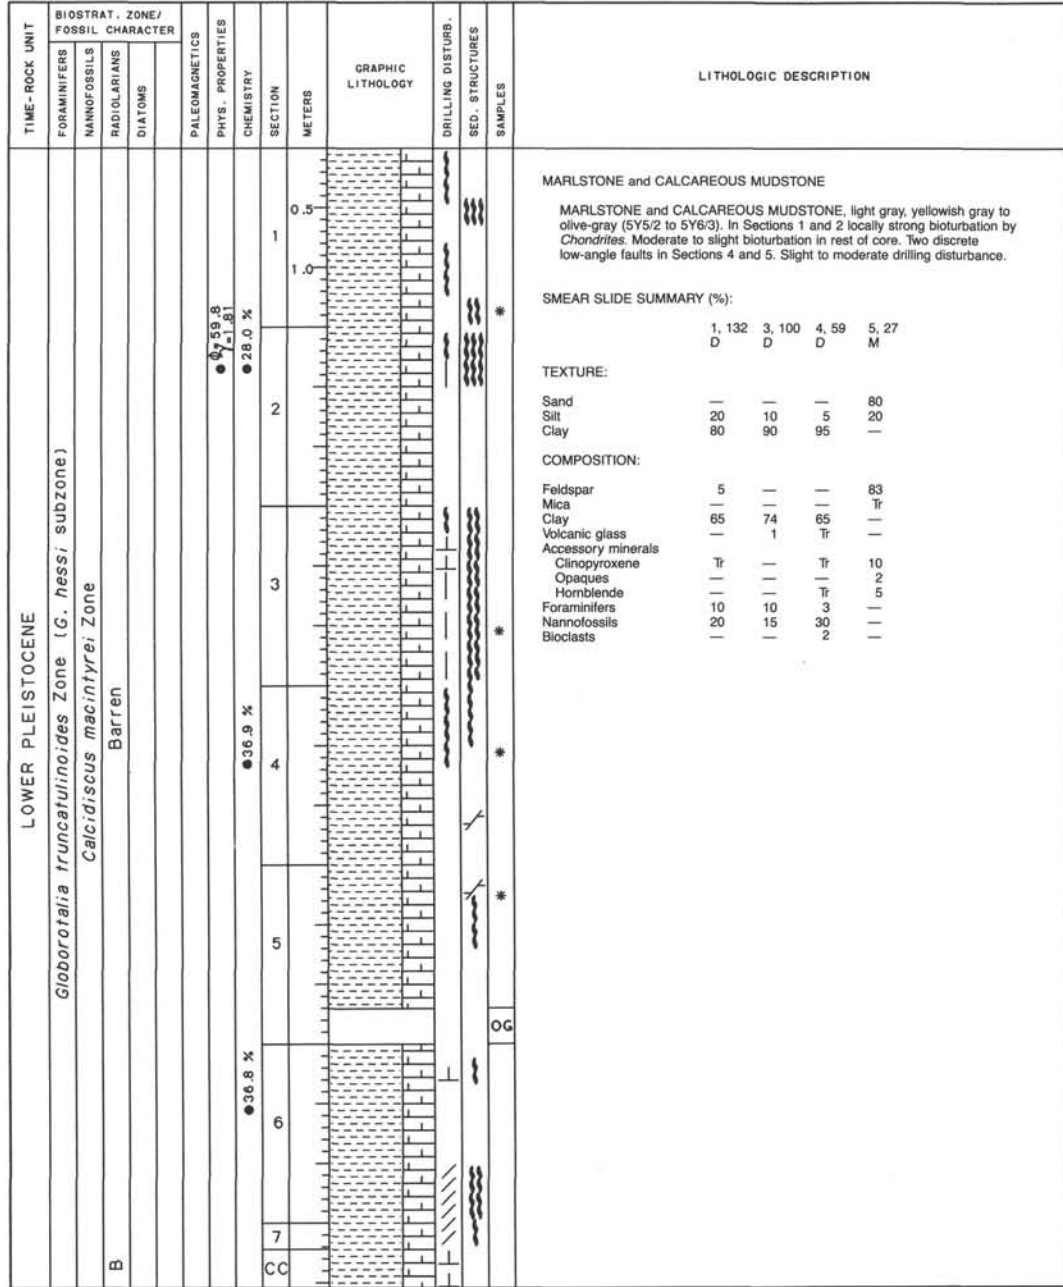 TIME-ROCK UNIT
BIOSTRAT. ZONE/
FOSSIL CHARACTER
FORAMINIFERS
NANNOFOSSILS
RADIOLARIANS
DIATOMS
PALEOMAGNETICS
PHYS. PROPERTIES
CHEMISTRY
SECTION
METERS
GRAPHIC
LITHOLOGY
DRILLING DISTURB.
SED. STRUCTURES
SAMPLES
LITHOLOGIC DESCRIPTION
LOWER PLEISTOCENE
Globorotalia truncatulinoides Zone (G. hessi subzone)
Calcidiscus macintyrei Zone
Barren
B
Φ=59.8
γ=1.81
28.0 %
36.9 %
36.8 %
1
2
3
4
5
6
7
CC
0.5
1.0
*
*
*
*
OG
MARLSTONE and CALCAREOUS MUDSTONE
MARLSTONE and CALCAREOUS MUDSTONE, light gray, yellowish gray to
olive-gray (5Y5/2 to 5Y6/3). In Sections 1 and 2 locally strong bioturbation by
Chondrites. Moderate to slight bioturbation in rest of core. Two discrete
low-angle faults in Sections 4 and 5. Slight to moderate drilling disturbance.
SMEAR SLIDE SUMMARY (%):
1, 132 3, 100 4, 59 5, 27
D D D M
TEXTURE:
Sand — — — 80
Silt 20 10 5 20
Clay 80 90 95 —
COMPOSITION:
Feldspar 5 — — 83
Mica — — — Tr
Clay 65 74 65 —
Volcanic glass — 1 Tr —
Accessory minerals
Clinopyroxene Tr — Tr 10
Opaques — — — 2
Hornblende — — Tr 5
Foraminifers 10 10 3 —
Nannofossils 20 15 30 —
Bioclasts — — 2 —